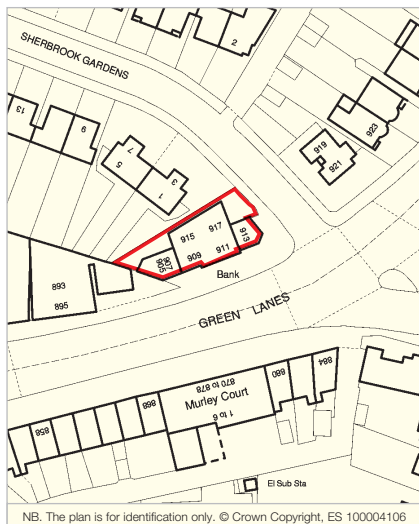 SHERBROOK GARDENS
2
13
9
7
5
3
1
923
919
921
915
917
913
911
909
907
905
Bank
893
895
GREEN LANES
884
880
870 to 878
Murley Court
1 to 6
868
858
El Sub Sta
NB. The plan is for identification only. © Crown Copyright, ES 100004106